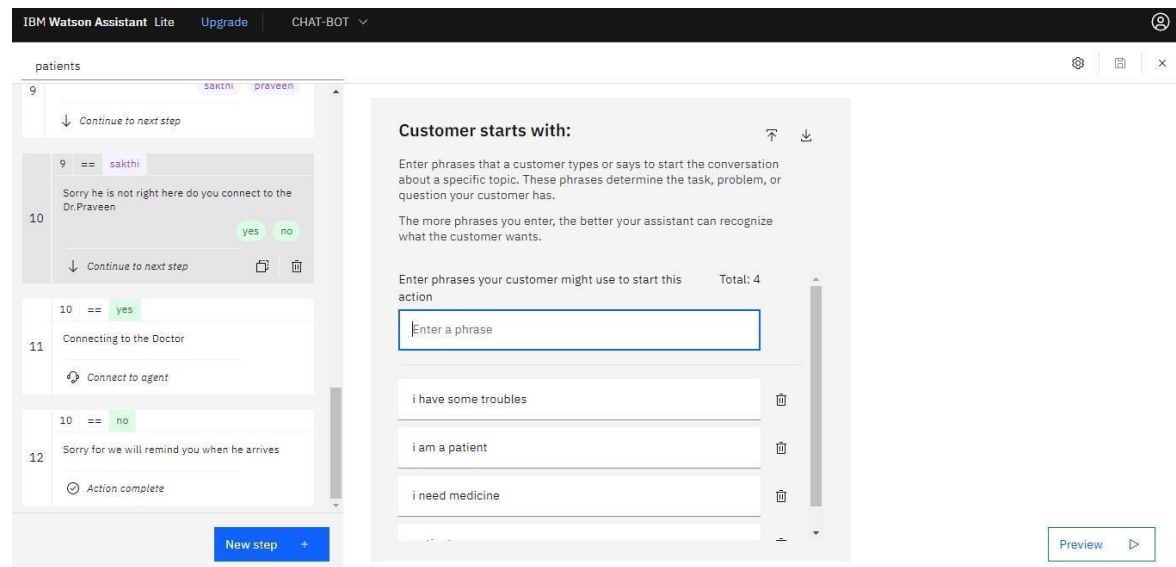 IBM Watson Assistant Lite Upgrade CHAT-BOT
patients
9
sakthi praveen
Continue to next step
9 == sakthi
10
Sorry he is not right here do you connect to the
Dr.Praveen
yes no
Continue to next step
10 == yes
11
Connecting to the Doctor
Connect to agent
10 == no
12
Sorry for we will remind you when he arrives
Action complete
New step +
Customer starts with:
Enter phrases that a customer types or says to start the conversation
about a specific topic. These phrases determine the task, problem, or
question your customer has.
The more phrases you enter, the better your assistant can recognize
what the customer wants.
Enter phrases your customer might use to start this
action
Total: 4
Enter a phrase
i have some troubles
i am a patient
i need medicine
Preview